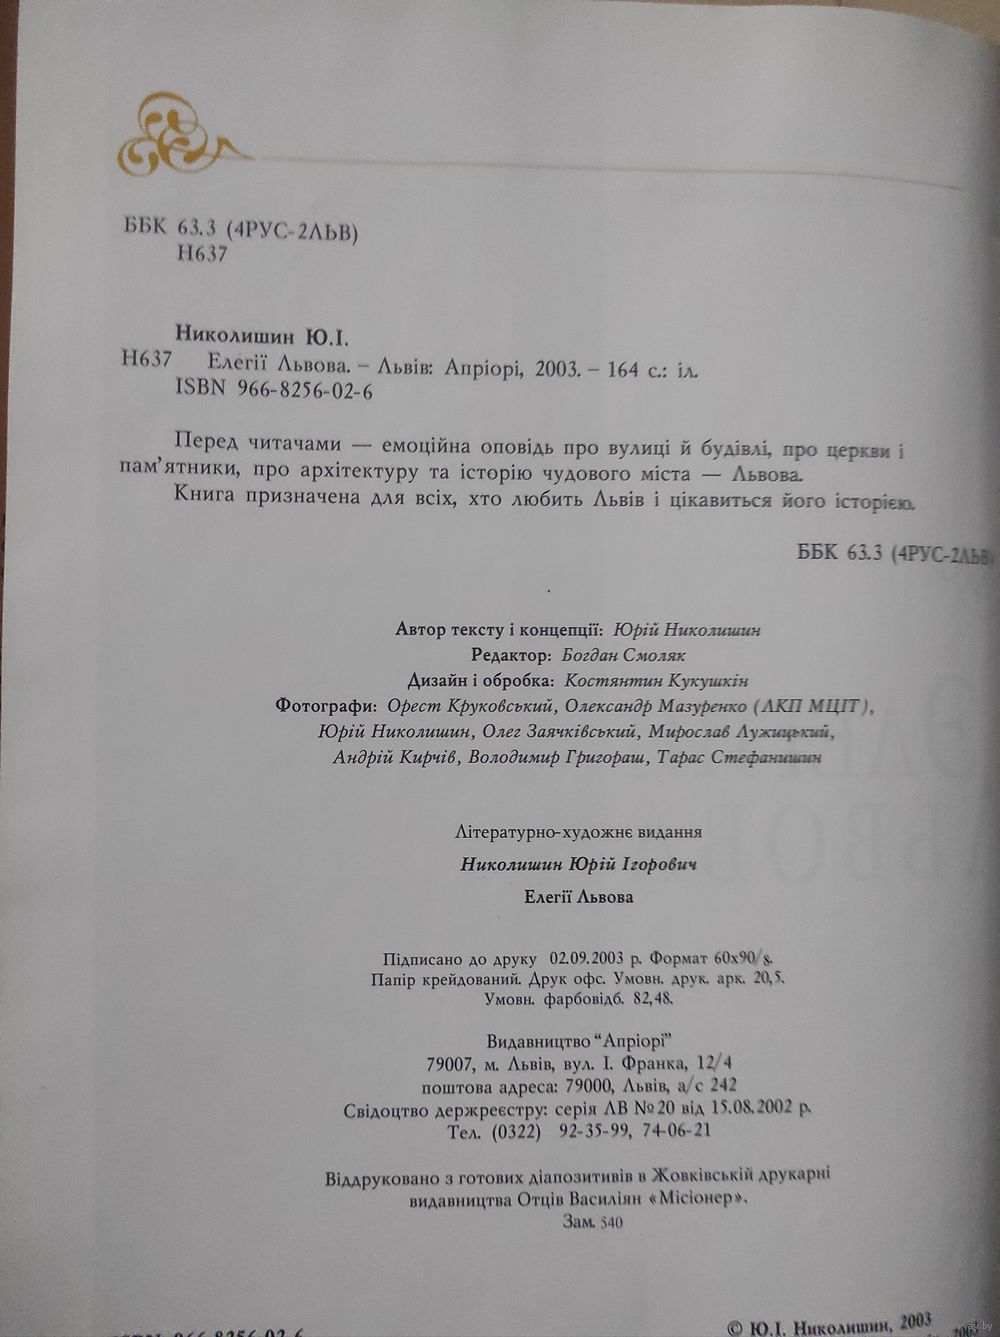 ББК 63.3 (4РУС-2ЛЬВ)
Н637
Николишин Ю.І.
Н637 Елегії Львова. – Львів: Апріорі, 2003. – 164 с.: іл.
ISBN 966-8256-02-6
Перед читачами — емоційна оповідь про вулиці й будівлі, про церкви і
пам'ятники, про архітектуру та історію чудового міста — Львова.
Книга призначена для всіх, хто любить Львів і цікавиться його історією.
ББК 63.3 (4РУС-2ЛЬВ
Автор тексту і концепції: Юрій Николишин
Редактор: Богдан Смоляк
Дизайн і обробка: Костянтин Кукушкін
Фотографи: Орест Круковський, Олександр Мазуренко (ЛКП МЦІТ),
Юрій Николишин, Олег Заячківський, Мирослав Лужицький,
Андрій Кирчів, Володимир Григораш, Тарас Стефанишин
Літературно-художнє видання
Николишин Юрій Ігорович
Елегії Львова
Підписано до друку 02.09.2003 р. Формат 60х90/8.
Папір крейдований. Друк офс. Умовн. друк. арк. 20,5.
Умовн. фарбовідб. 82,48.
Видавництво “Апріорі”
79007, м. Львів, вул. І. Франка, 12/4
поштова адреса: 79000, Львів, а/с 242
Свідоцтво держреєстру: серія ЛВ №20 від 15.08.2002 р.
Тел. (0322) 92-35-99, 74-06-21
Віддруковано з готових діапозитивів в Жовківській друкарні
видавництва Отців Василіян «Місіонер».
Зам. 540
966-8256-02-6
© Ю.І. Николишин, 2003